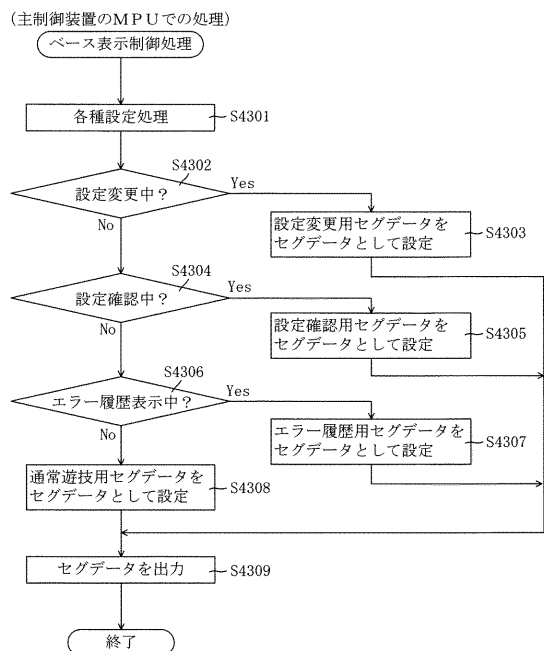 (主制御装置のMPUでの処理)
ベース表示制御処理
各種設定処理
S4301
S4302
設定変更中?
Yes
No
設定変更用セグデータを
セグデータとして設定
S4303
S4304
設定確認中?
Yes
No
設定確認用セグデータを
セグデータとして設定
S4305
S4306
エラー履歴表示中?
Yes
No
エラー履歴用セグデータを
セグデータとして設定
S4307
通常遊技用セグデータを
セグデータとして設定
S4308
セグデータを出力
S4309
終了